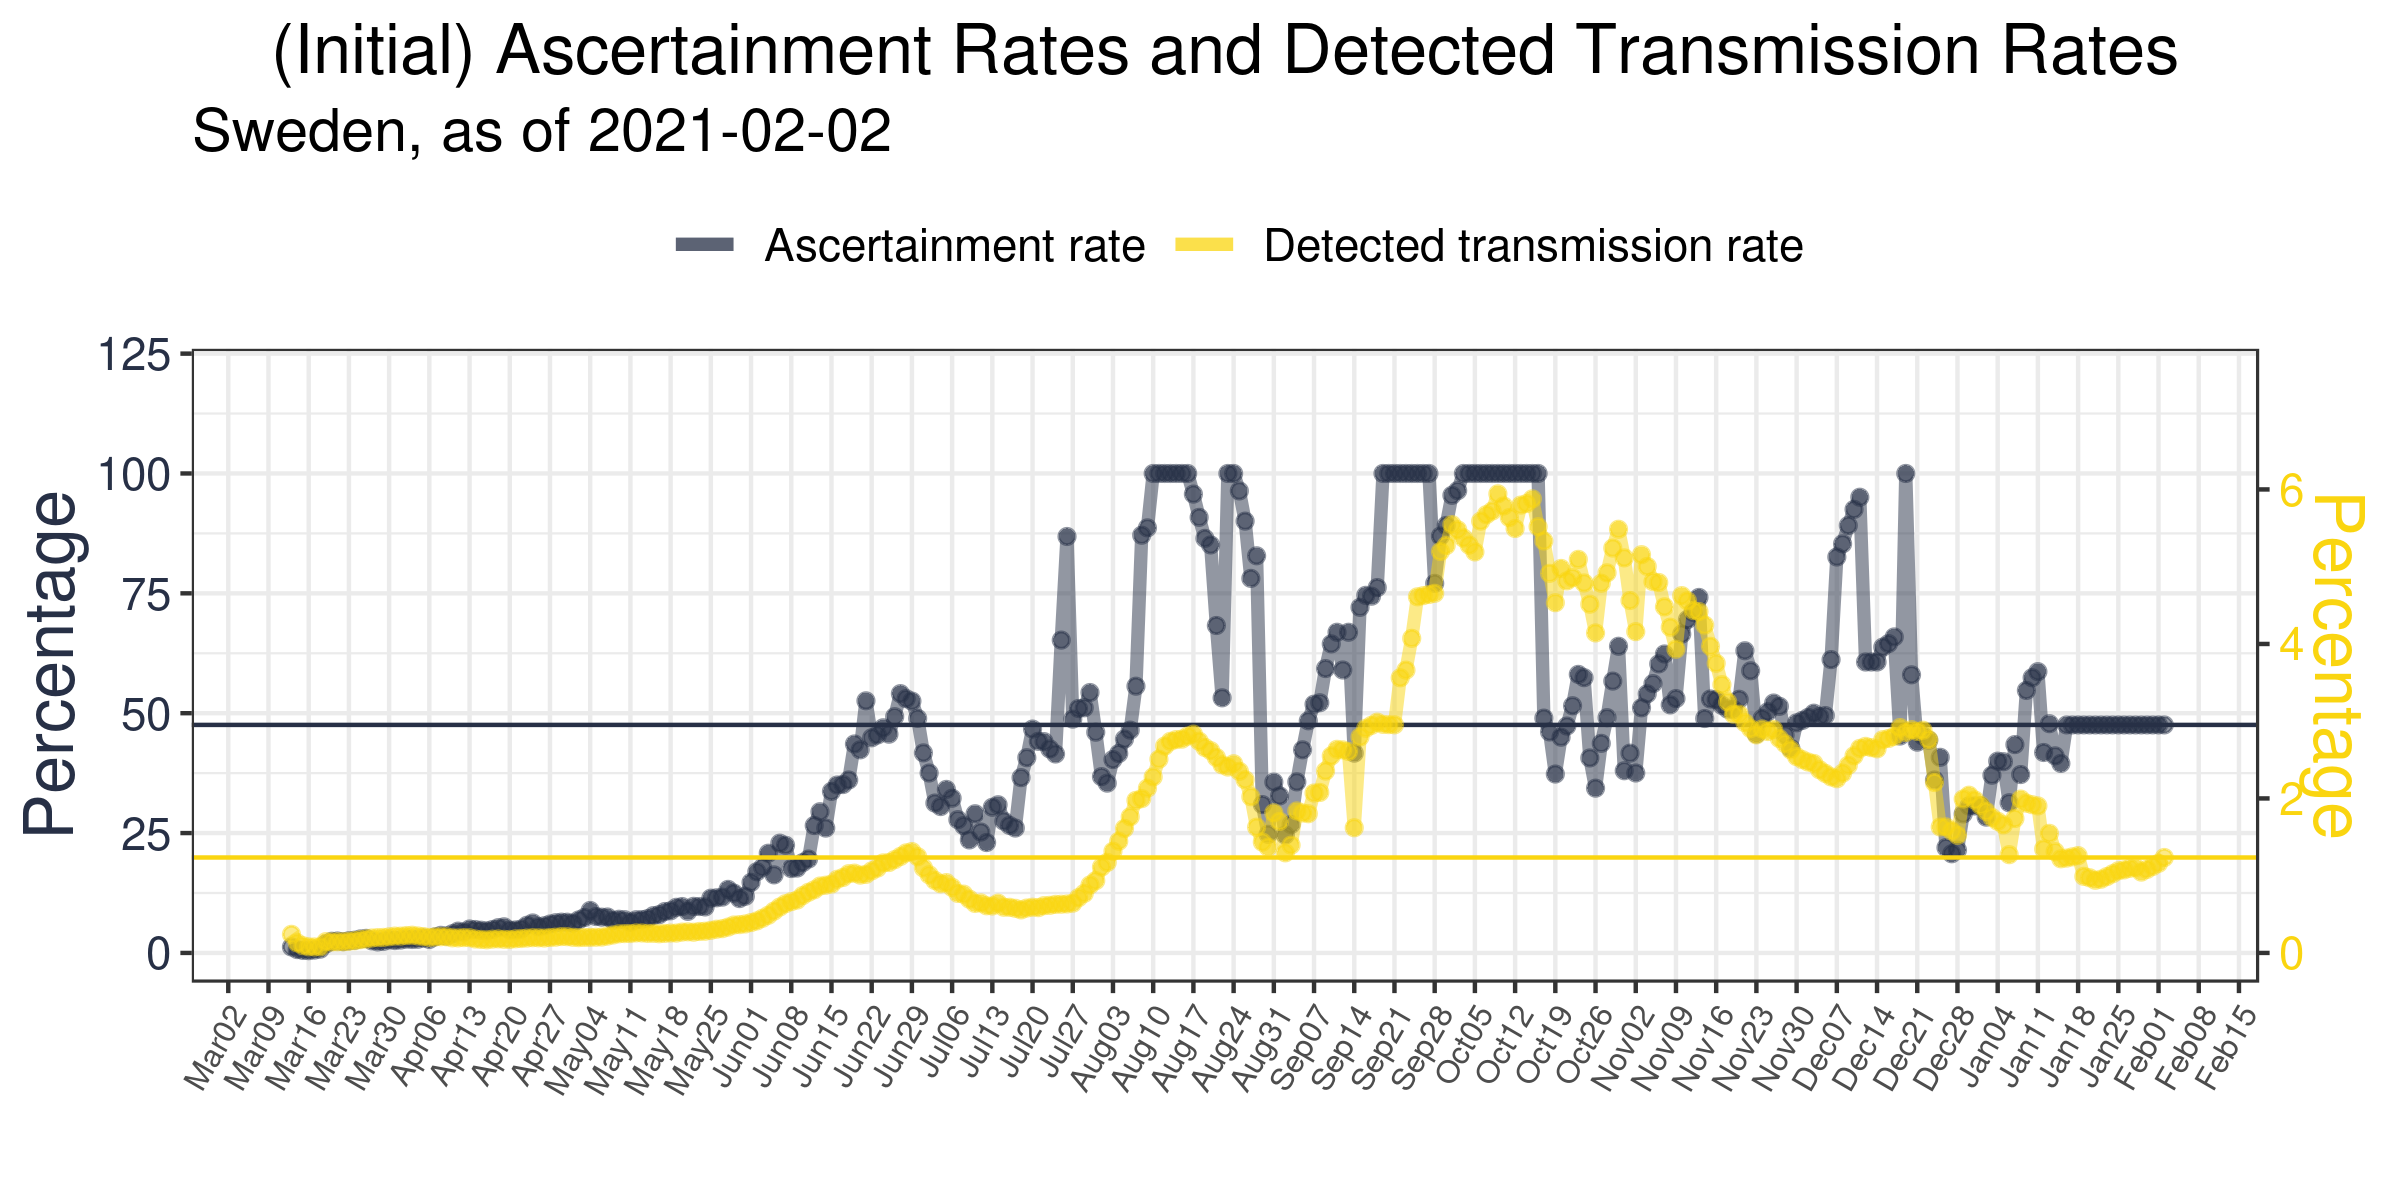 (Initial) Ascertainment Rates and Detected Transmission Rates
Sweden, as of 2021-02-02
Ascertainment rate
Detected transmission rate
Percentage
125
100
75
50
25
0
6
4
2
0
Percentage
Mar02
Mar09
Mar16
Mar23
Mar30
Apr06
Apr13
Apr20
Apr27
May04
May11
May18
May25
Jun01
Jun08
Jun15
Jun22
Jun29
Jul06
Jul13
Jul20
Jul27
Aug03
Aug10
Aug17
Aug24
Aug31
Sep07
Sep14
Sep21
Sep28
Oct05
Oct12
Oct19
Oct26
Nov02
Nov09
Nov16
Nov23
Nov30
Dec07
Dec14
Dec21
Dec28
Jan04
Jan11
Jan18
Jan25
Feb01
Feb08
Feb15